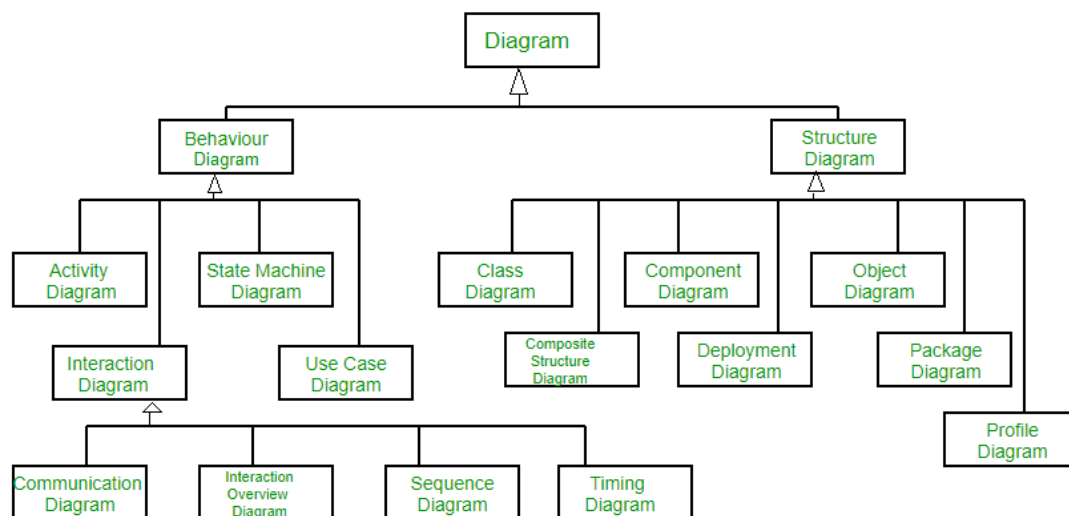 Diagram
Behaviour
Diagram
Structure
Diagram
Activity
Diagram
State Machine
Diagram
Class
Diagram
Component
Diagram
Object
Diagram
Interaction
Diagram
Use Case
Diagram
Composite
Structure
Diagram
Deployment
Diagram
Package
Diagram
Profile
Diagram
Communication
Diagram
Interaction
Overview
Diagram
Sequence
Diagram
Timing
Diagram